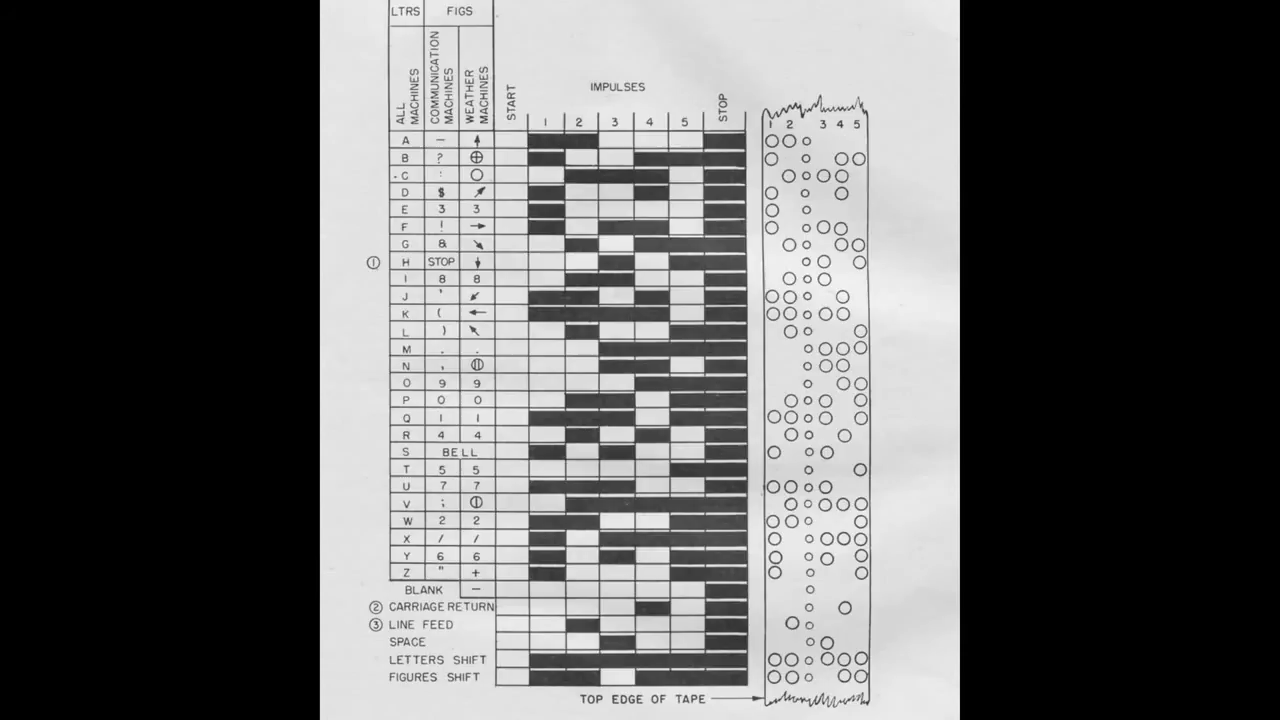 LTRS FIGS
ALL MACHINES COMMUNICATION MACHINES WEATHER MACHINES START IMPULSES STOP
1 2 3 4 5 1 2 3 4 5
A – ↑
B ? ⊕
C : ○
D $ ↗
E 3 3
F ! →
G & ↘
① H STOP ↓
I 8 8
J ' ↙
K ( ←
L ) ↖
M . .
N ,
O 9 9
P 0 0
Q 1 1
R 4 4
S BELL
T 5 5
U 7 7
V ;
W 2 2
X / /
Y 6 6
Z " +
BLANK –
② CARRIAGE RETURN
③ LINE FEED
SPACE
LETTERS SHIFT
FIGURES SHIFT
TOP EDGE OF TAPE